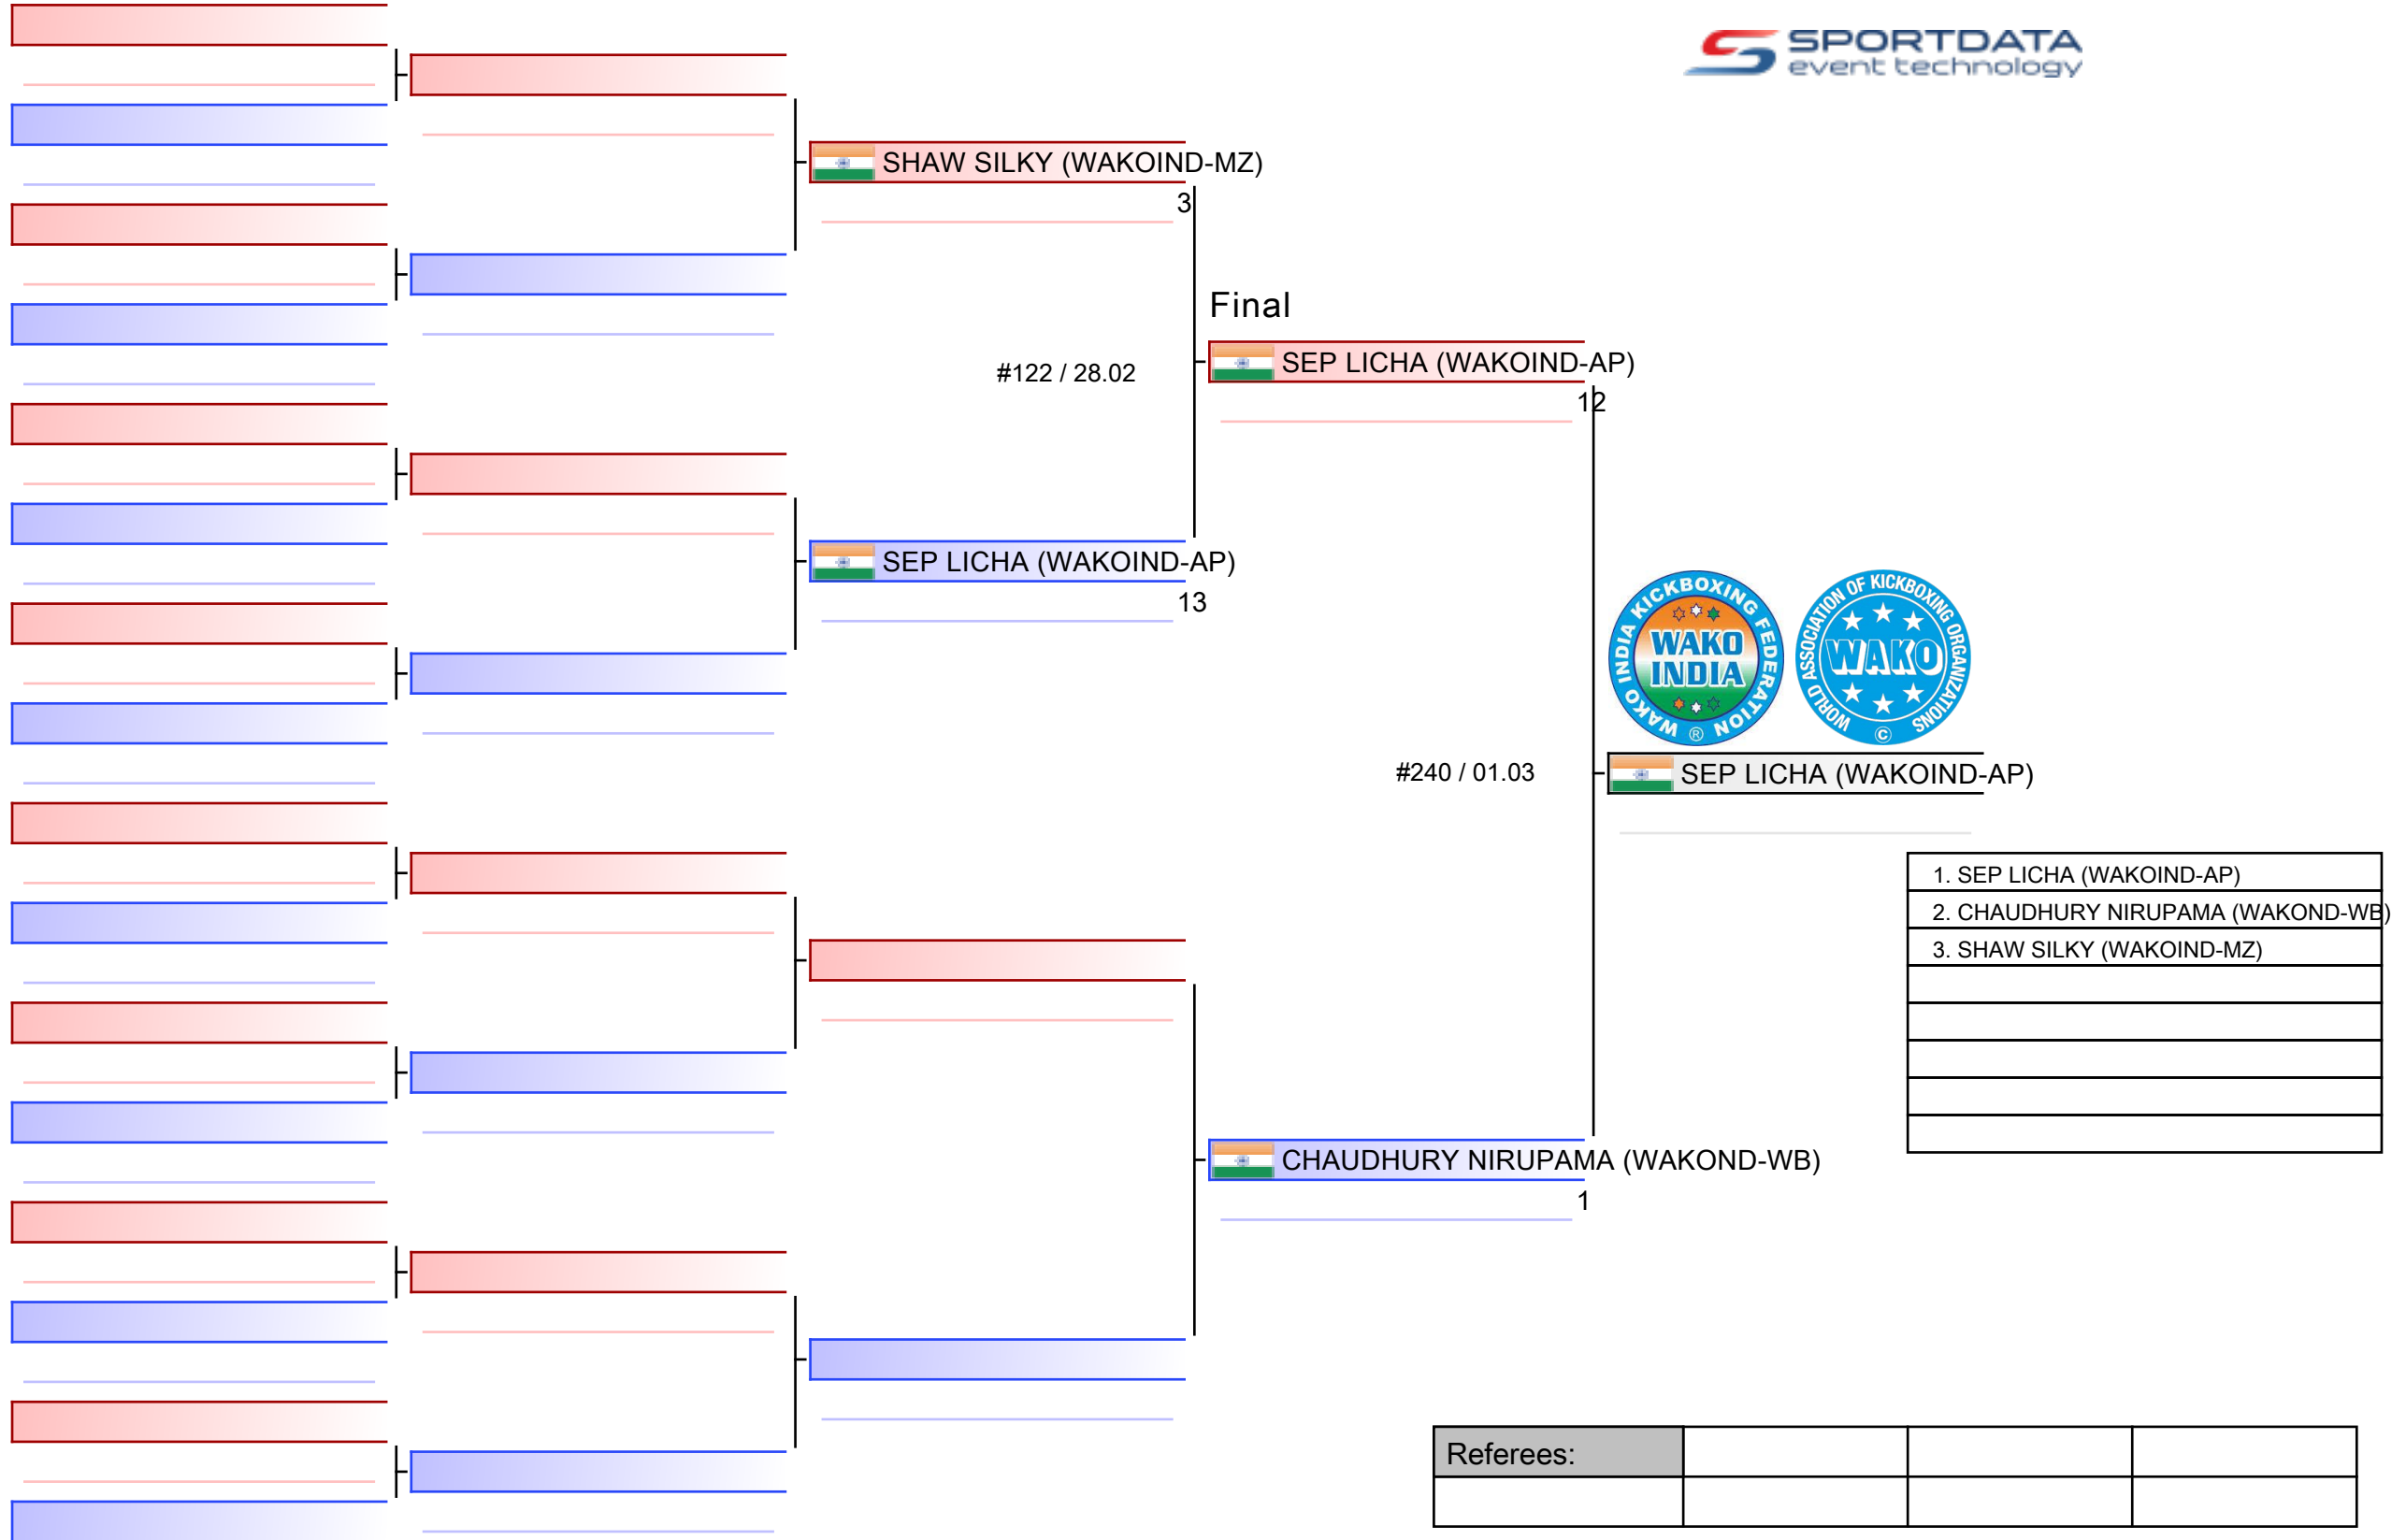 SPORTDATA
event technology
SHAW SILKY (WAKOIND-MZ)
3
Final
#122 / 28.02
SEP LICHA (WAKOIND-AP)
12
SEP LICHA (WAKOIND-AP)
13
WAKO INDIA KICKBOXING FEDERATION
WAKO
INDIA
®
WORLD ASSOCIATION OF KICKBOXING ORGANIZATIONS
WAKO
©
#240 / 01.03
SEP LICHA (WAKOIND-AP)
1. SEP LICHA (WAKOIND-AP)
2. CHAUDHURY NIRUPAMA (WAKOND-WB)
3. SHAW SILKY (WAKOIND-MZ)
CHAUDHURY NIRUPAMA (WAKOND-WB)
1
Referees: